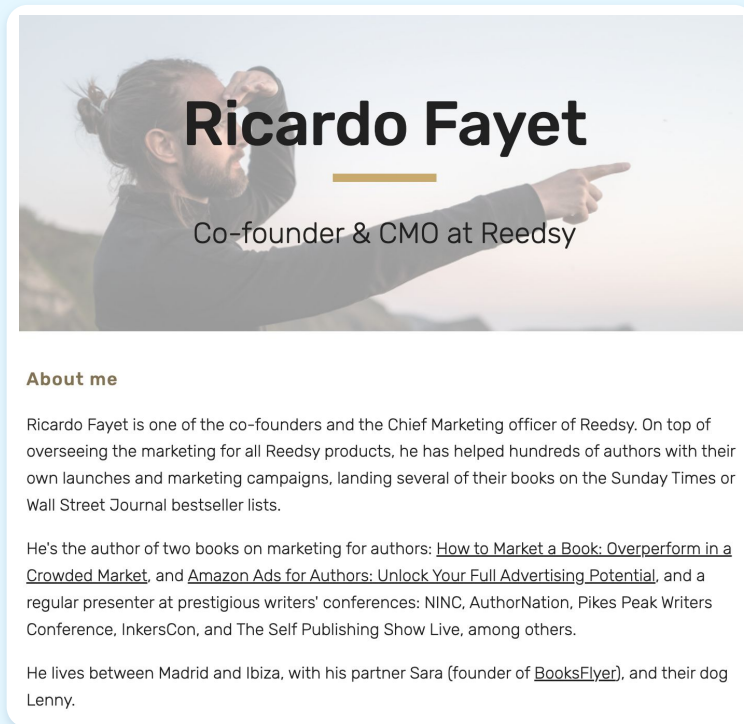 Ricardo Fayet
Co-founder & CMO at Reedsy
About me
Ricardo Fayet is one of the co-founders and the Chief Marketing officer of Reedsy. On top of
overseeing the marketing for all Reedsy products, he has helped hundreds of authors with their
own launches and marketing campaigns, landing several of their books on the Sunday Times or
Wall Street Journal bestseller lists.
He's the author of two books on marketing for authors: How to Market a Book: Overperform in a
Crowded Market, and Amazon Ads for Authors: Unlock Your Full Advertising Potential, and a
regular presenter at prestigious writers' conferences: NINC, AuthorNation, Pikes Peak Writers
Conference, InkersCon, and The Self Publishing Show Live, among others.
He lives between Madrid and Ibiza, with his partner Sara (founder of BooksFlyer), and their dog
Lenny.